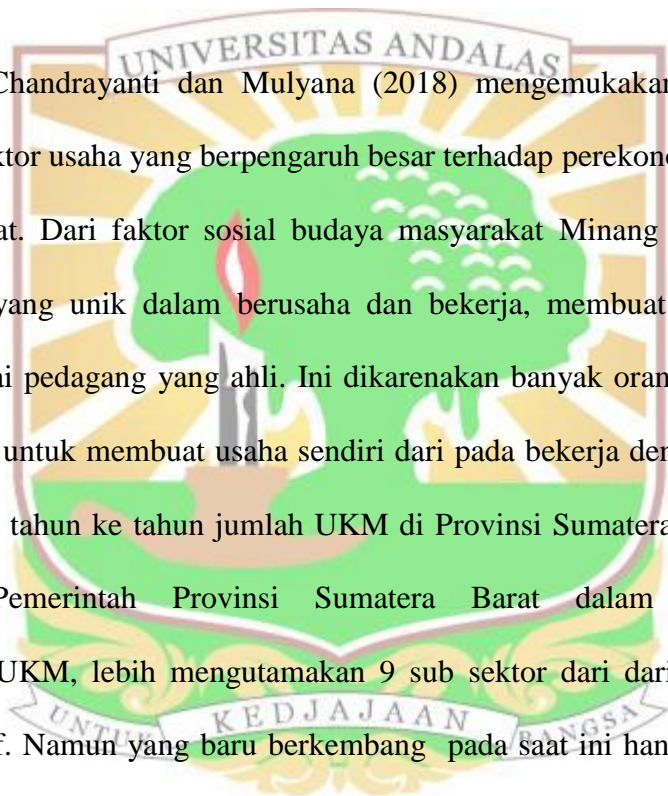 UNIVERSITAS ANDALAS
Chandrayanti dan Mulyana (2018) mengemukakan
ktor usaha yang berpengaruh besar terhadap perekono
at. Dari faktor sosial budaya masyarakat Minang
yang unik dalam berusaha dan bekerja, membuat
ai pedagang yang ahli. Ini dikarenakan banyak oran
untuk membuat usaha sendiri dari pada bekerja den
tahun ke tahun jumlah UKM di Provinsi Sumatera
Pemerintah Provinsi Sumatera Barat dalam
UKM, lebih mengutamakan 9 sub sektor dari dari
f. Namun yang baru berkembang pada saat ini han
UNTUK KEDJAJAAN BANGSA